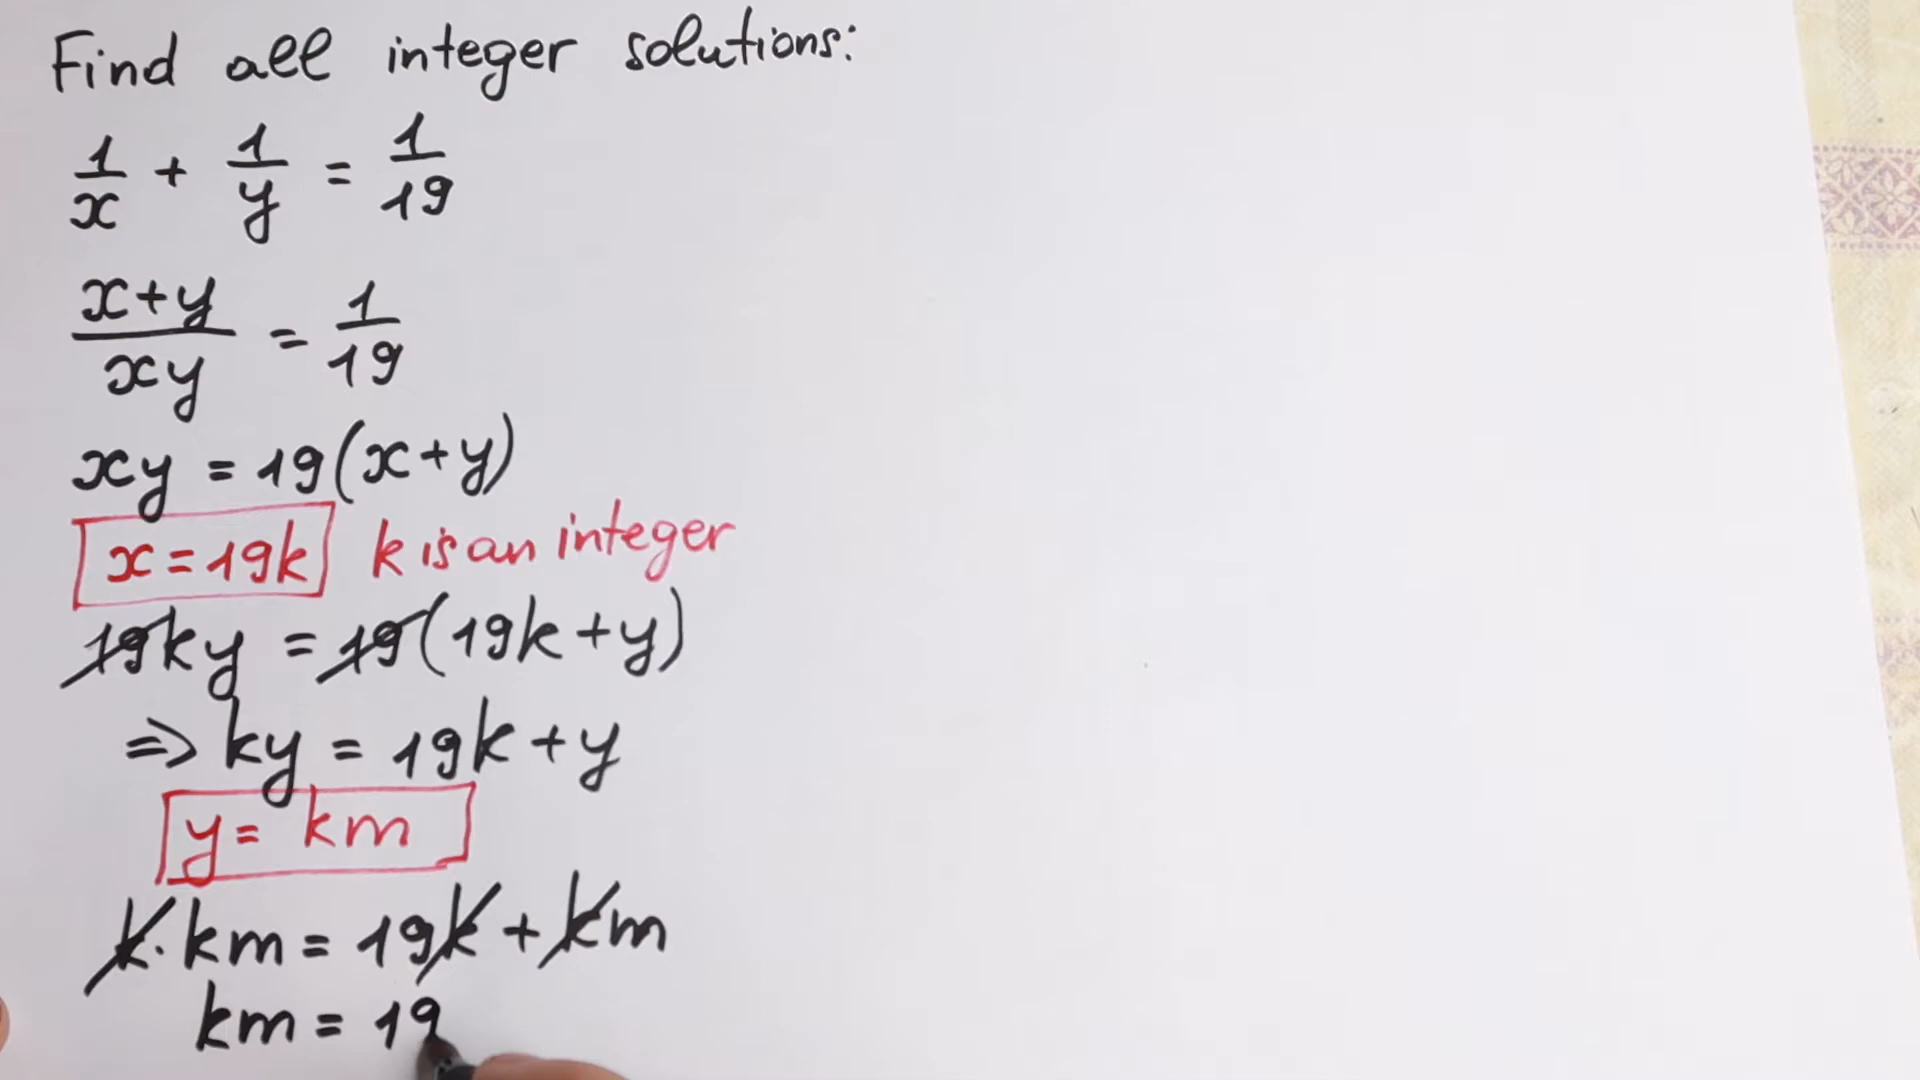 Find all integer solutions:
1/x + 1/y = 1/19
x+y/xy = 1/19
xy = 19(x+y)
x=19k k is an integer
19ky = 19(19k+y)
⇒ ky = 19k+y
y= km
k·km = 19k + km
km = 19